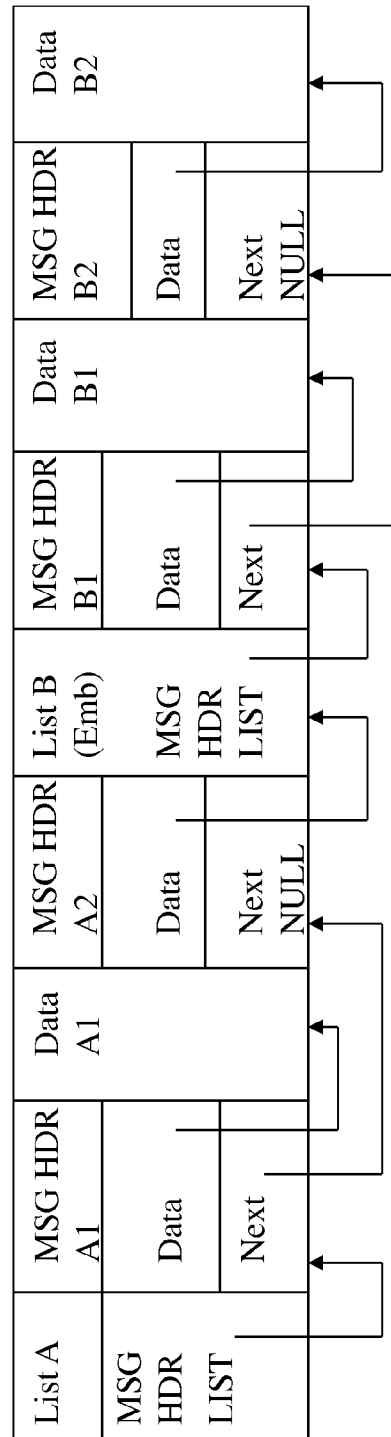 List A
MSG
HDR
LIST
MSG HDR
A1
Data
Next
Data
A1
MSG HDR
A2
Data
Next
NULL
List B
(Emb)
MSG
HDR
LIST
MSG HDR
B1
Data
Next
Data
B1
MSG HDR
B2
Data
Next
NULL
Data
B2